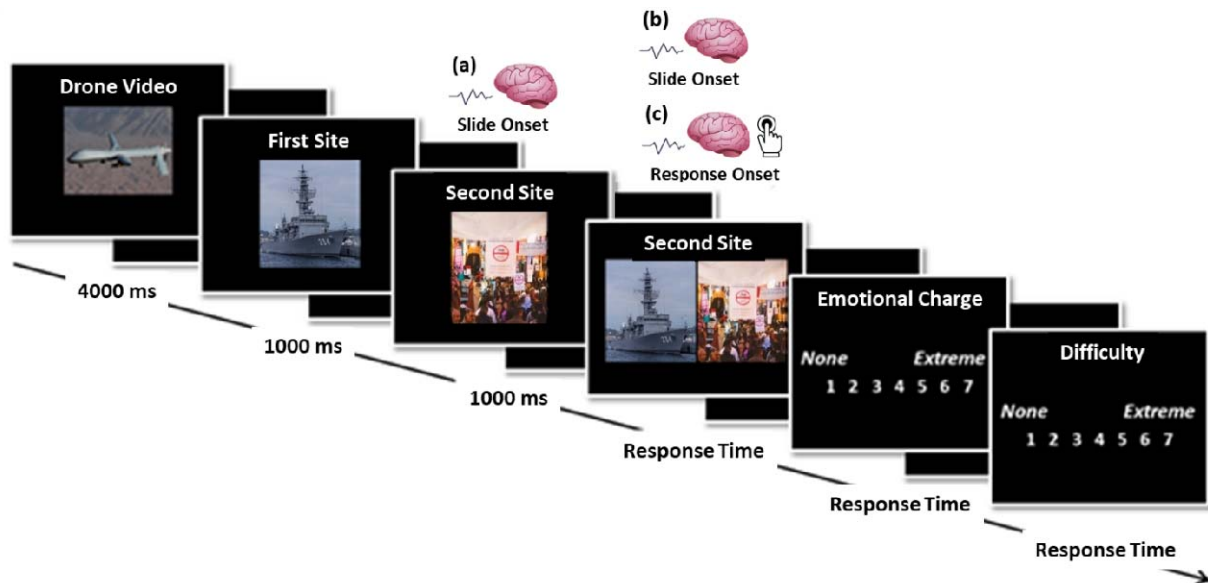 (a)
Slide Onset
(b)
Slide Onset
(c)
Response Onset
Drone Video
4000 ms
First Site
1000 ms
Second Site
1000 ms
Second Site
Response Time
Emotional Charge
None Extreme
1 2 3 4 5 6 7
Response Time
Difficulty
None Extreme
1 2 3 4 5 6 7
Response Time